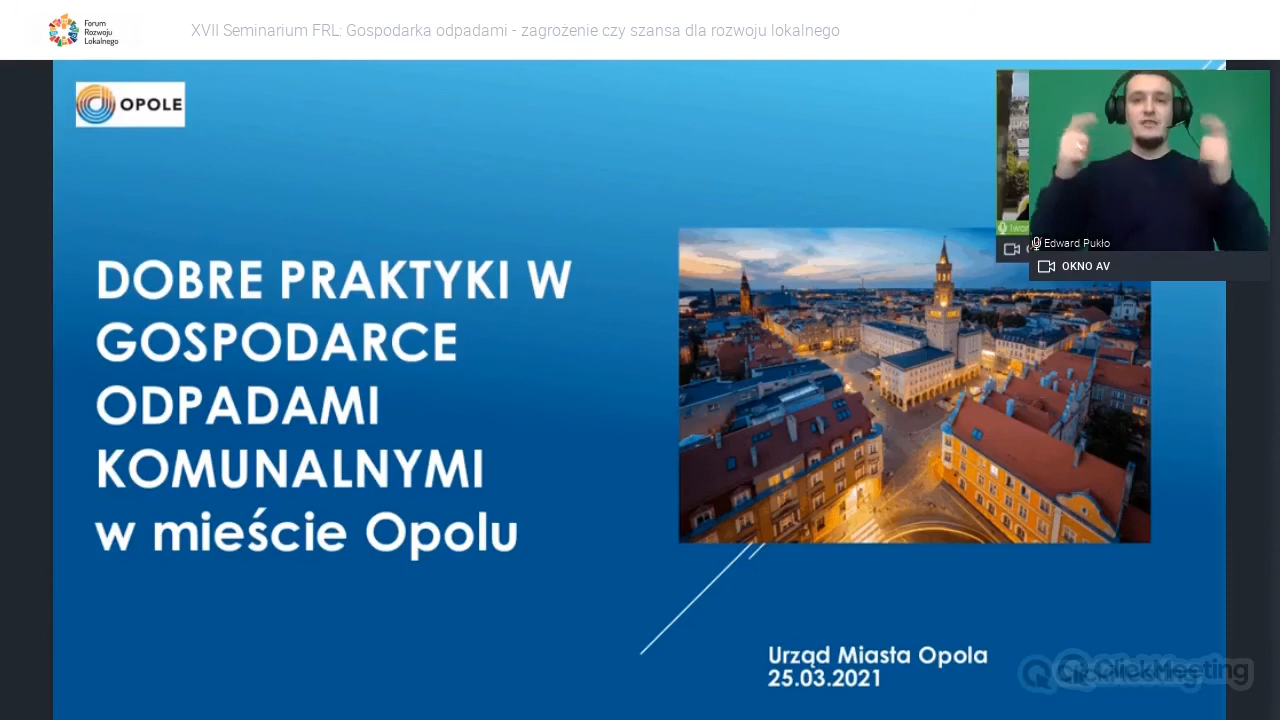 Forum
Rozwoju
Lokalnego
XVII Seminarium FRL: Gospodarka odpadami - zagrożenie czy szansa dla rozwoju lokalnego
OPOLE
DOBRE PRAKTYKI W
GOSPODARCE
ODPADAMI
KOMUNALNYMI
w mieście Opolu
Edward Pukło
OKNO AV
Urząd Miasta Opola
25.03.2021
ClickMeeting